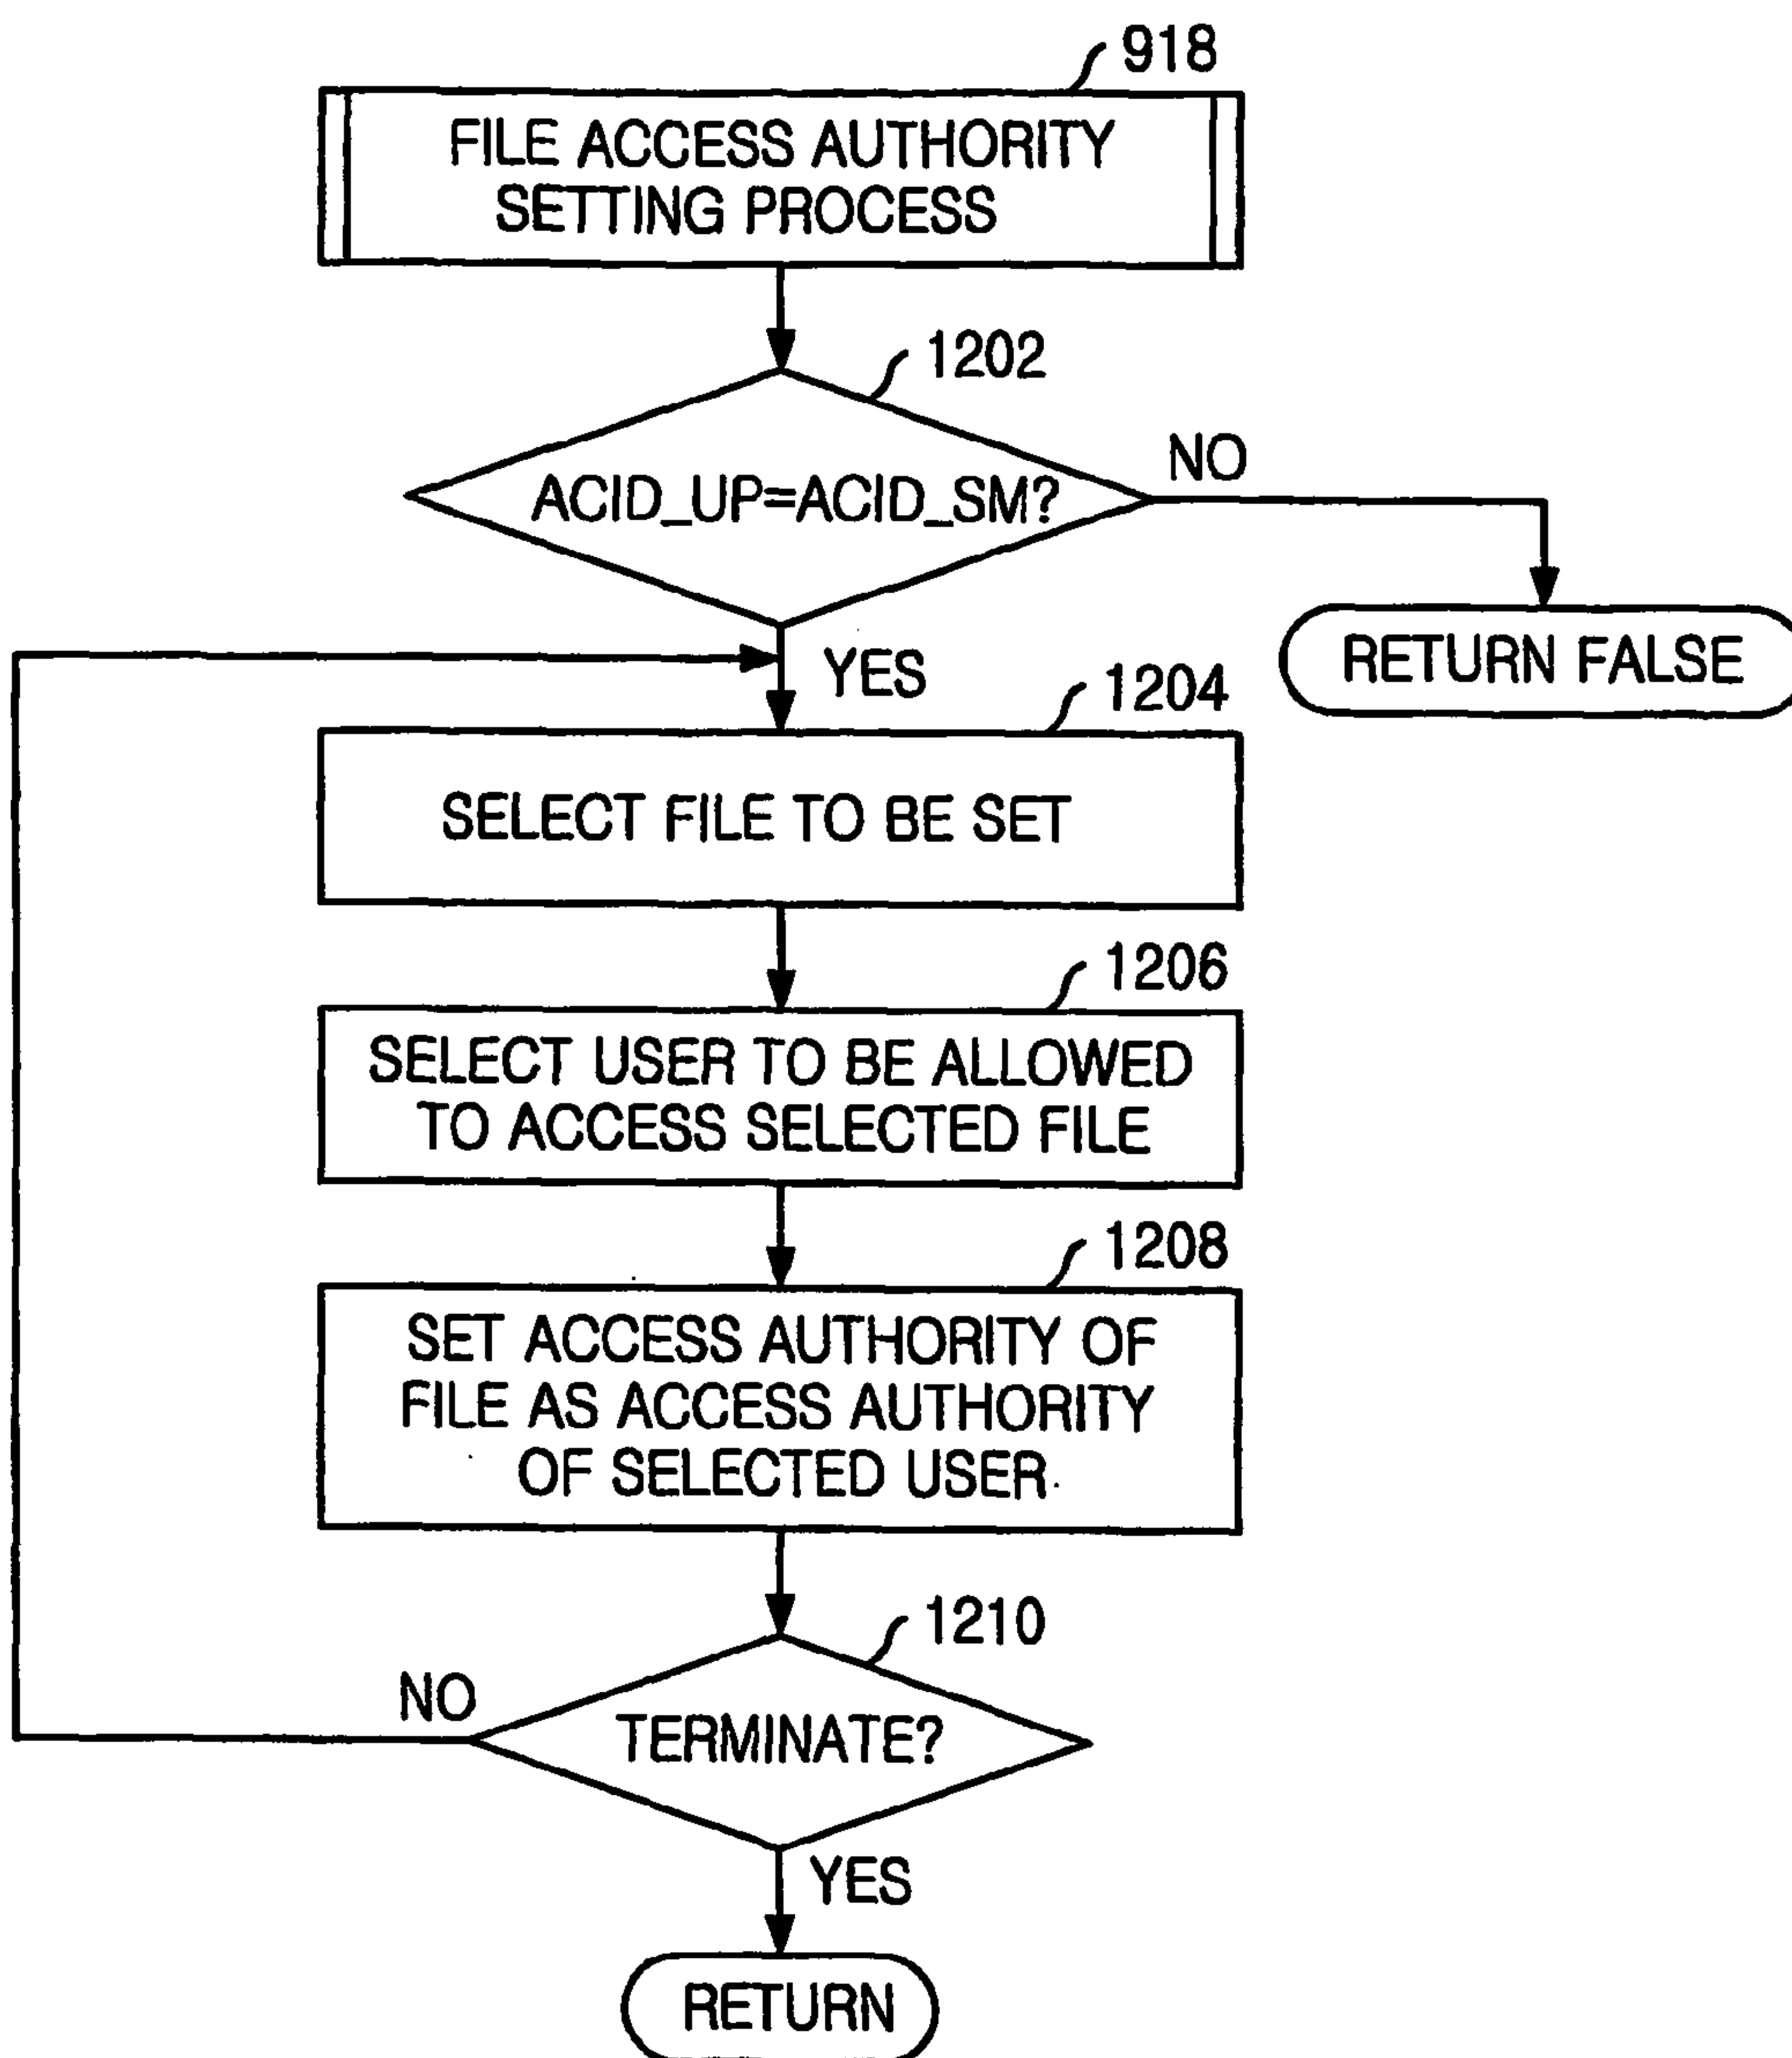 918
FILE ACCESS AUTHORITY
SETTING PROCESS
1202
ACID_UP=ACID_SM?
NO
RETURN FALSE
YES
1204
SELECT FILE TO BE SET
1206
SELECT USER TO BE ALLOWED
TO ACCESS SELECTED FILE
1208
SET ACCESS AUTHORITY OF
FILE AS ACCESS AUTHORITY
OF SELECTED USER
1210
NO
TERMINATE?
YES
RETURN